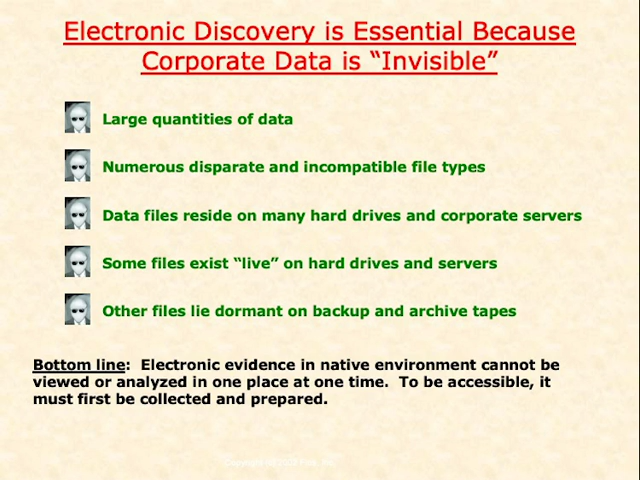 Electronic Discovery is Essential Because
Corporate Data is “Invisible”
Large quantities of data
Numerous disparate and incompatible file types
Data files reside on many hard drives and corporate servers
Some files exist “live” on hard drives and servers
Other files lie dormant on backup and archive tapes
Bottom line:  Electronic evidence in native environment cannot be
viewed or analyzed in one place at one time.  To be accessible, it
must first be collected and prepared.
Copyright